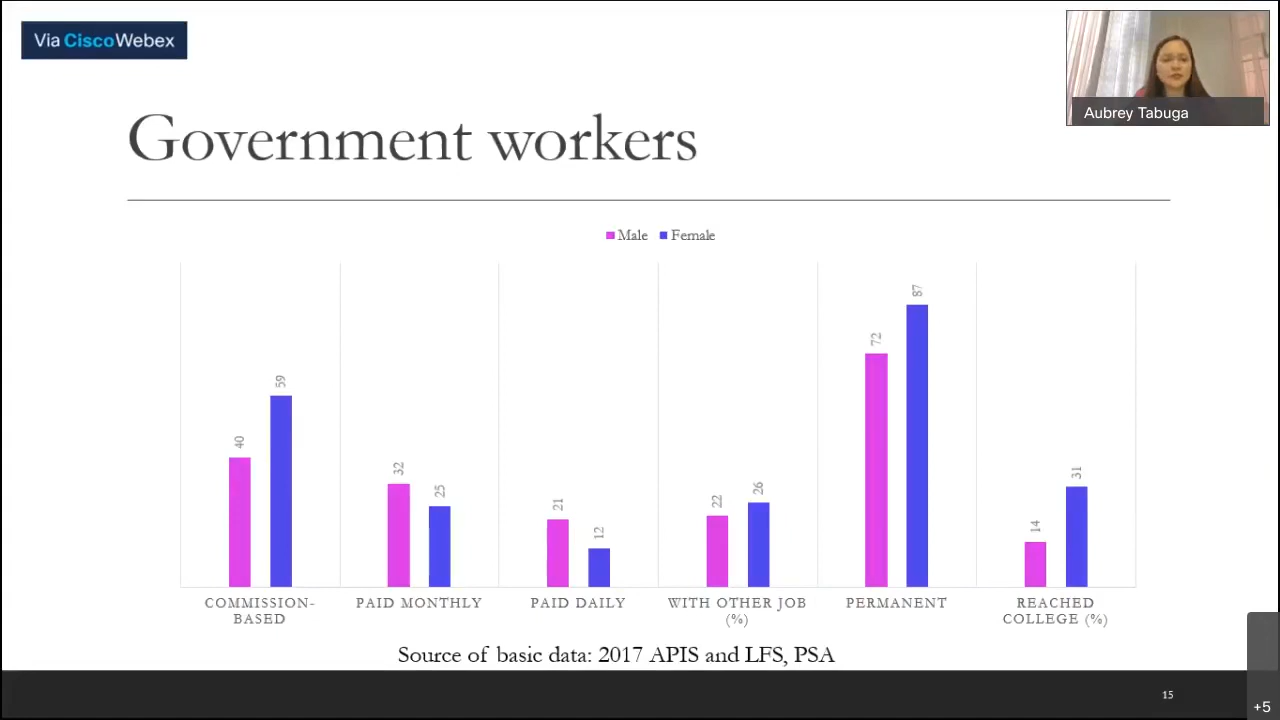 Via CiscoWebex
Aubrey Tabuga
Government workers
Male Female
40 59 32 25 21 12 22 26 72 87 14 31
COMMISSION-BASED
PAID MONTHLY
PAID DAILY
WITH OTHER JOB (%)
PERMANENT
REACHED COLLEGE (%)
Source of basic data: 2017 APIS and LFS, PSA
15
+5